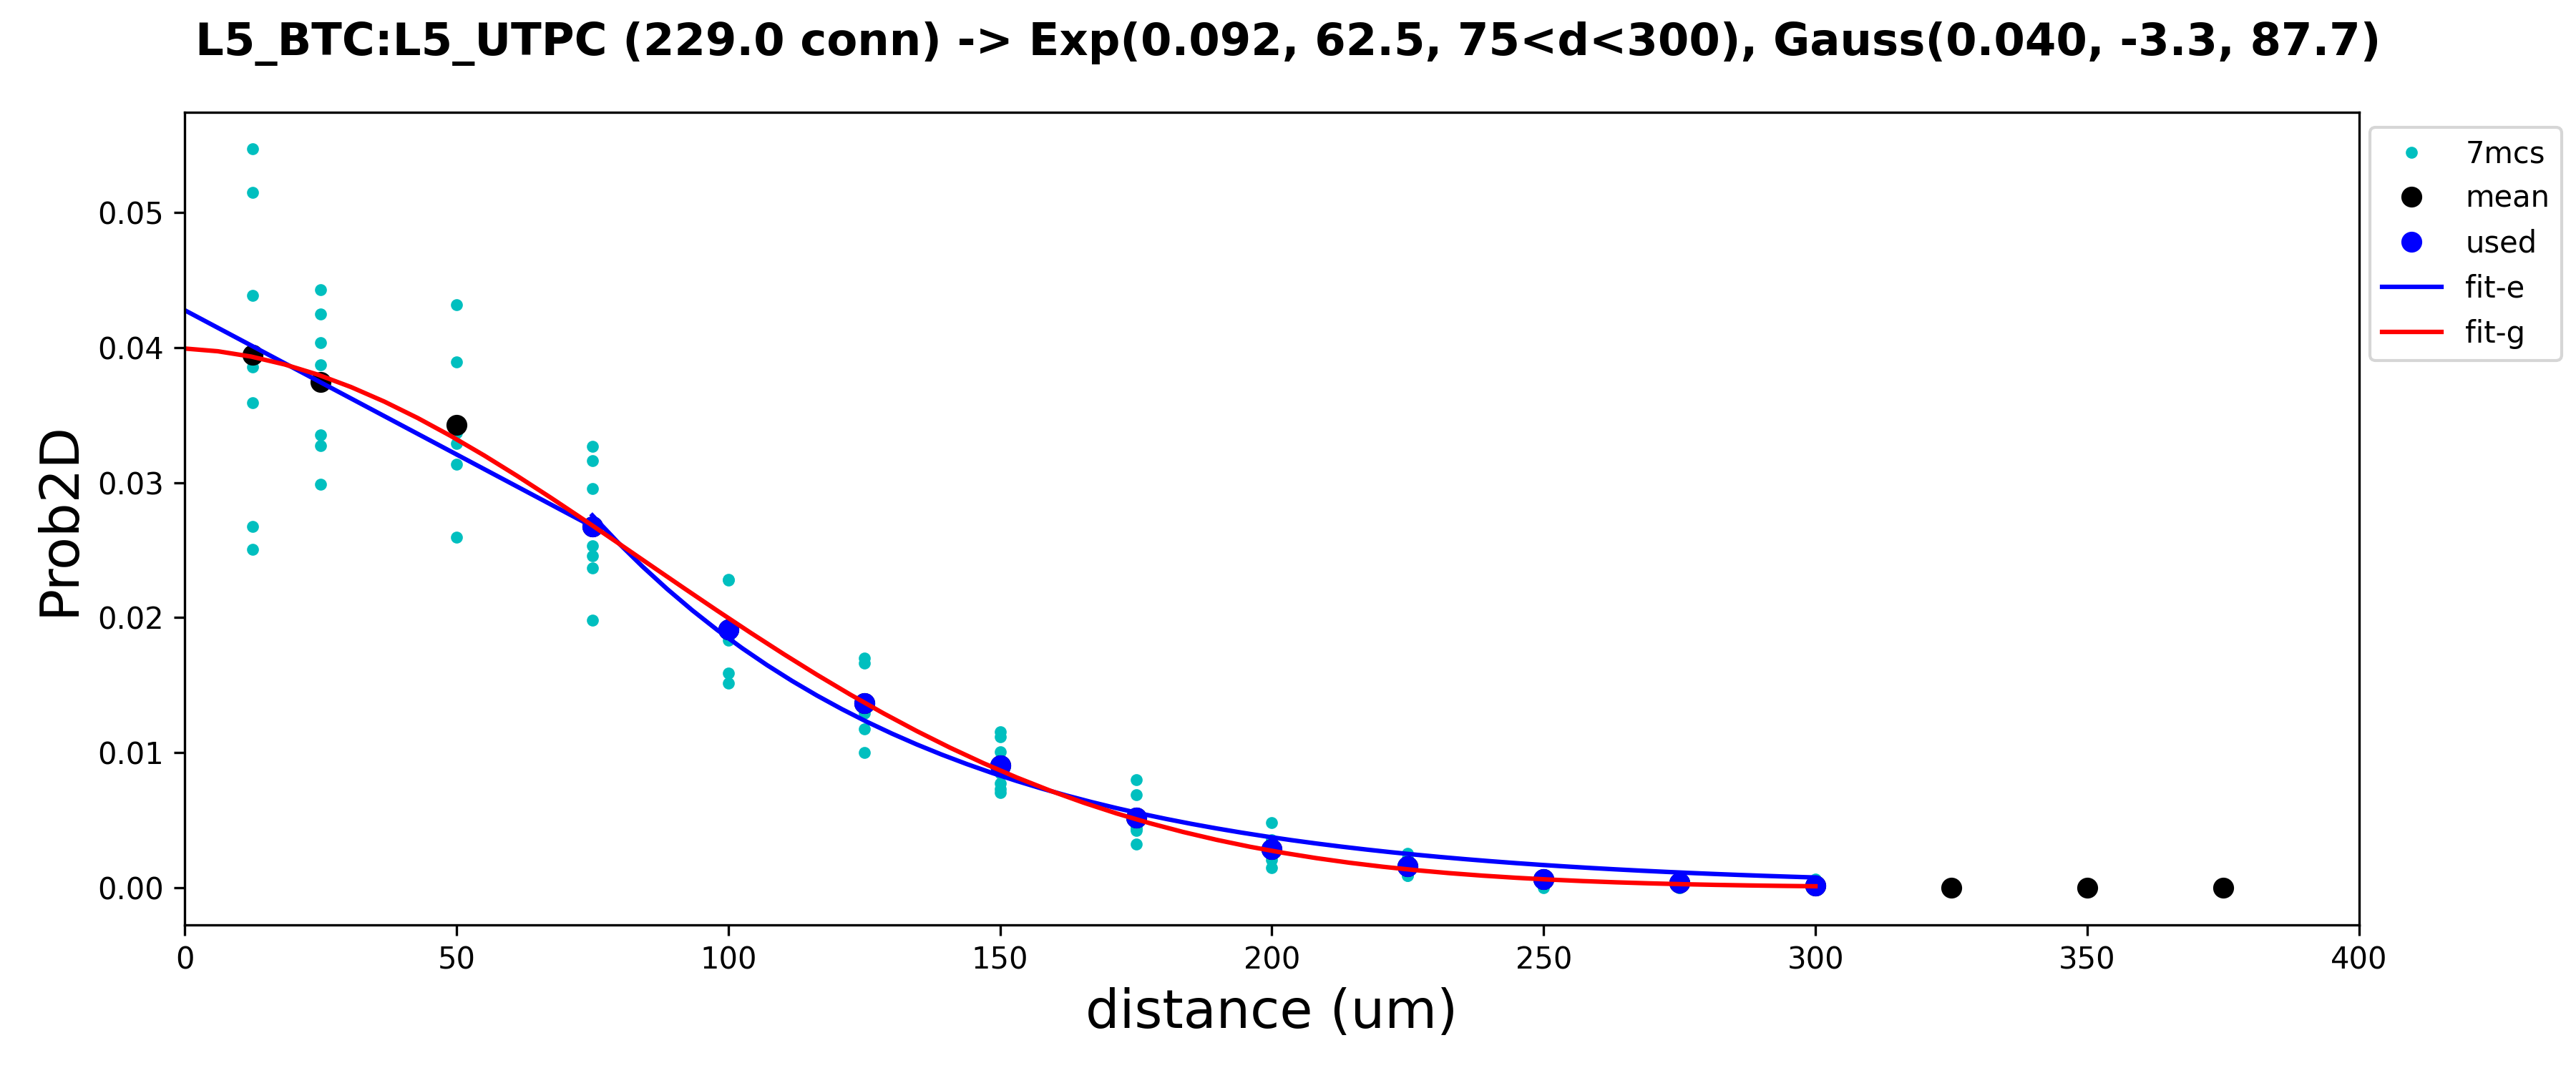 L5_BTC:L5_UTPC (229.0 conn) -> Exp(0.092, 62.5, 75<d<300), Gauss(0.040, -3.3, 87.7)
7mcs
mean
used
fit-e
fit-g
Prob2D
0.05
0.04
0.03
0.02
0.01
0.00
0 50 100 150 200 250 300 350 400
distance (um)